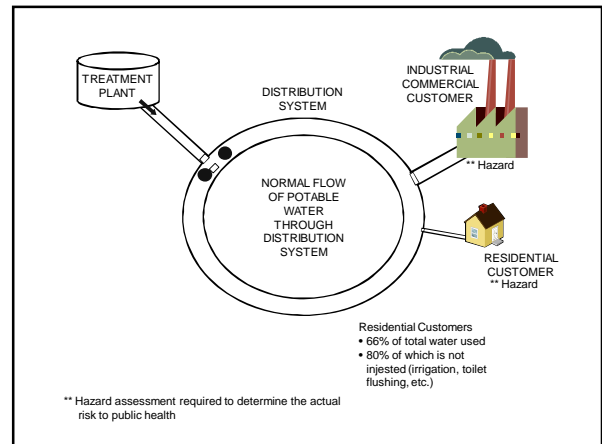 TREATMENT
PLANT
DISTRIBUTION
SYSTEM
INDUSTRIAL
COMMERCIAL
CUSTOMER
** Hazard
NORMAL FLOW
OF POTABLE
WATER
THROUGH
DISTRIBUTION
SYSTEM
RESIDENTIAL
CUSTOMER
** Hazard
Residential Customers
• 66% of total water used
• 80% of which is not
injested (irrigation, toilet
flushing, etc.)
** Hazard assessment required to determine the actual
risk to public health